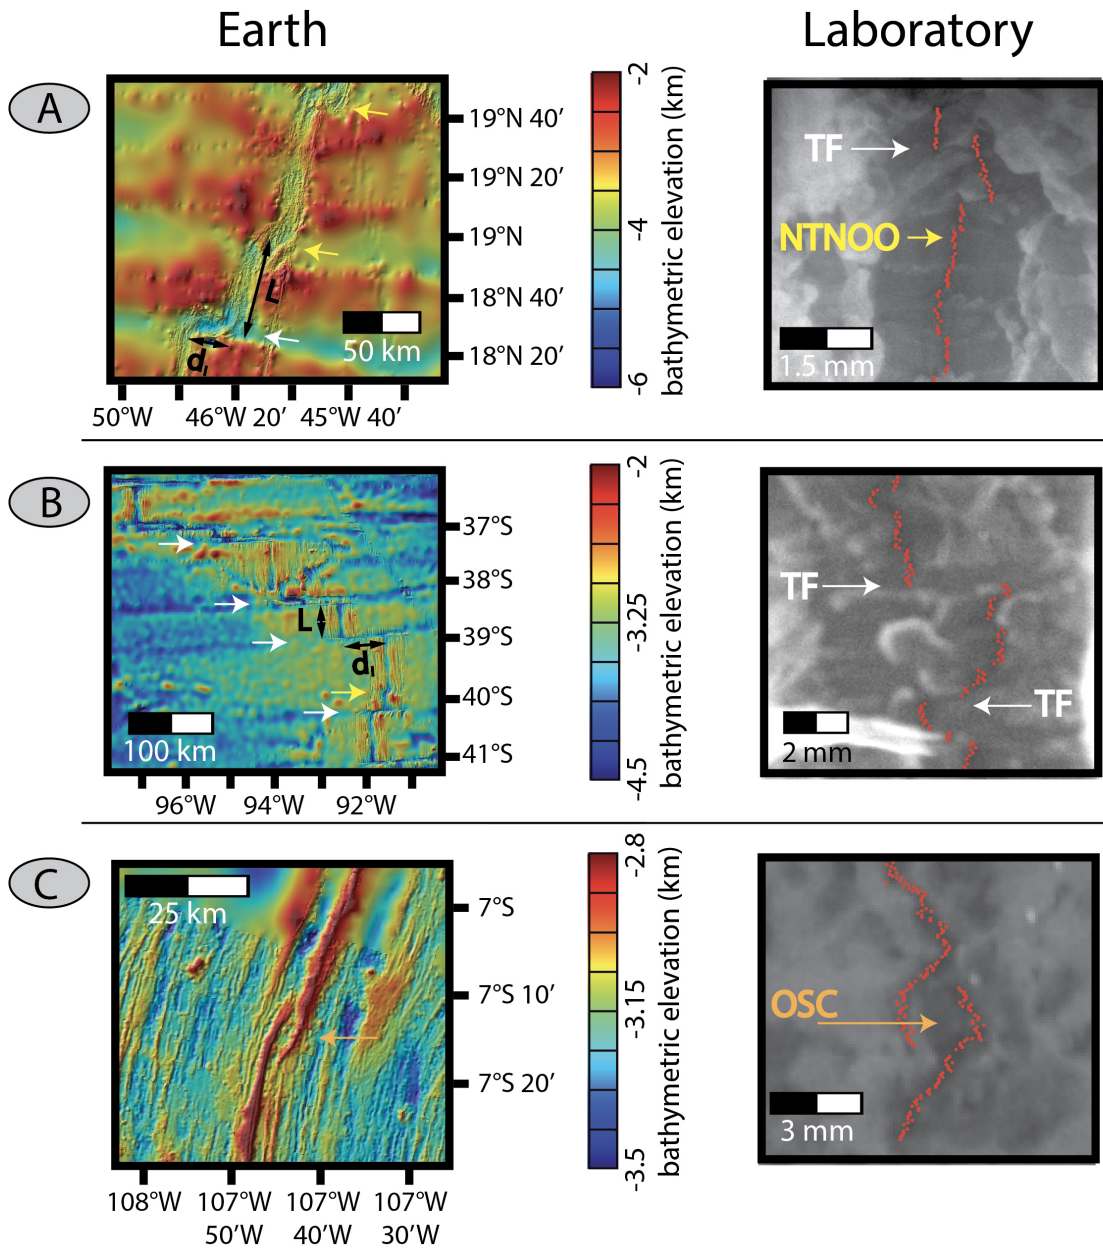 Earth
Laboratory
A
L
d
50 km
19°N 40’
19°N 20’
19°N
18°N 40’
18°N 20’
50°W
46°W 20’
45°W 40’
-2
-4
-6
bathymetric elevation (km)
TF
NTNOO
1.5 mm
B
L
d
100 km
37°S
38°S
39°S
40°S
41°S
96°W
94°W
92°W
-2
-3.25
-4.5
bathymetric elevation (km)
TF
TF
2 mm
C
25 km
7°S
7°S 10’
7°S 20’
108°W
107°W
50’W
107°W
40’W
107°W
30’W
-2.8
-3.15
-3.5
bathymetric elevation (km)
OSC
3 mm